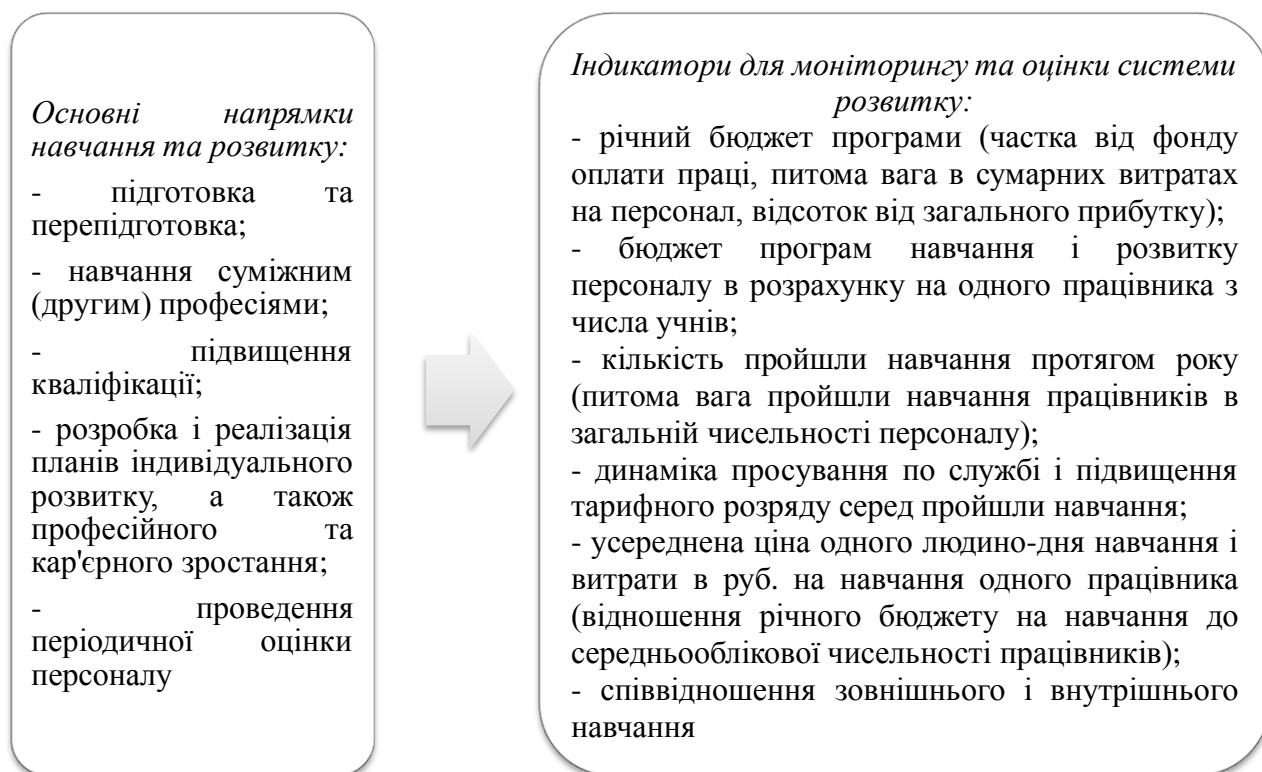 Основні напрямки
навчання та розвитку:
- підготовка та
перепідготовка;
- навчання суміжним
(другим) професіями;
- підвищення
кваліфікації;
- розробка і реалізація
планів індивідуального
розвитку, а також
професійного та
кар'єрного зростання;
- проведення
періодичної оцінки
персоналу
Індикатори для моніторингу та оцінки системи
розвитку:
- річний бюджет програми (частка від фонду
оплати праці, питома вага в сумарних витратах
на персонал, відсоток від загального прибутку);
- бюджет програм навчання і розвитку
персоналу в розрахунку на одного працівника з
числа учнів;
- кількість пройшли навчання протягом року
(питома вага пройшли навчання працівників в
загальній чисельності персоналу);
- динаміка просування по службі і підвищення
тарифного розряду серед пройшли навчання;
- усереднена ціна одного людино-дня навчання і
витрати в руб. на навчання одного працівника
(відношення річного бюджету на навчання до
середньооблікової чисельності працівників);
- співвідношення зовнішнього і внутрішнього
навчання